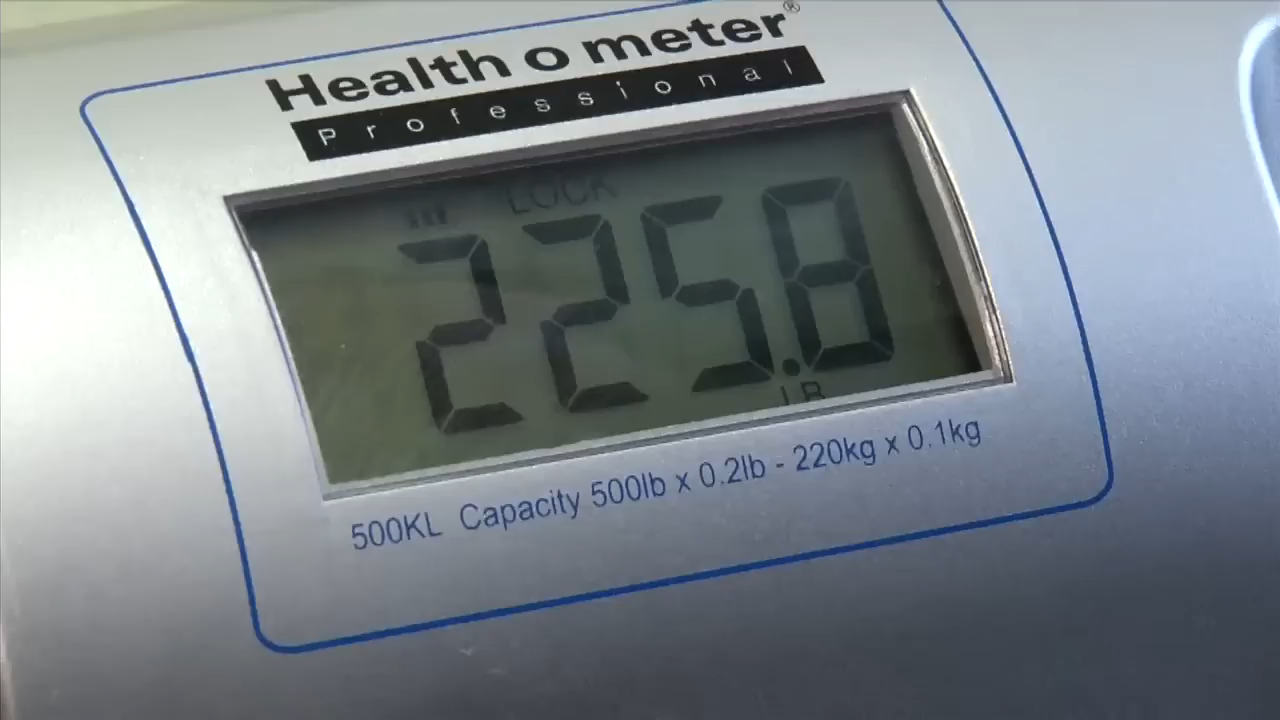 Health o meter®
Professional
LOCK
225.8
LB
500KL Capacity 500lb x 0.2lb - 220kg x 0.1kg